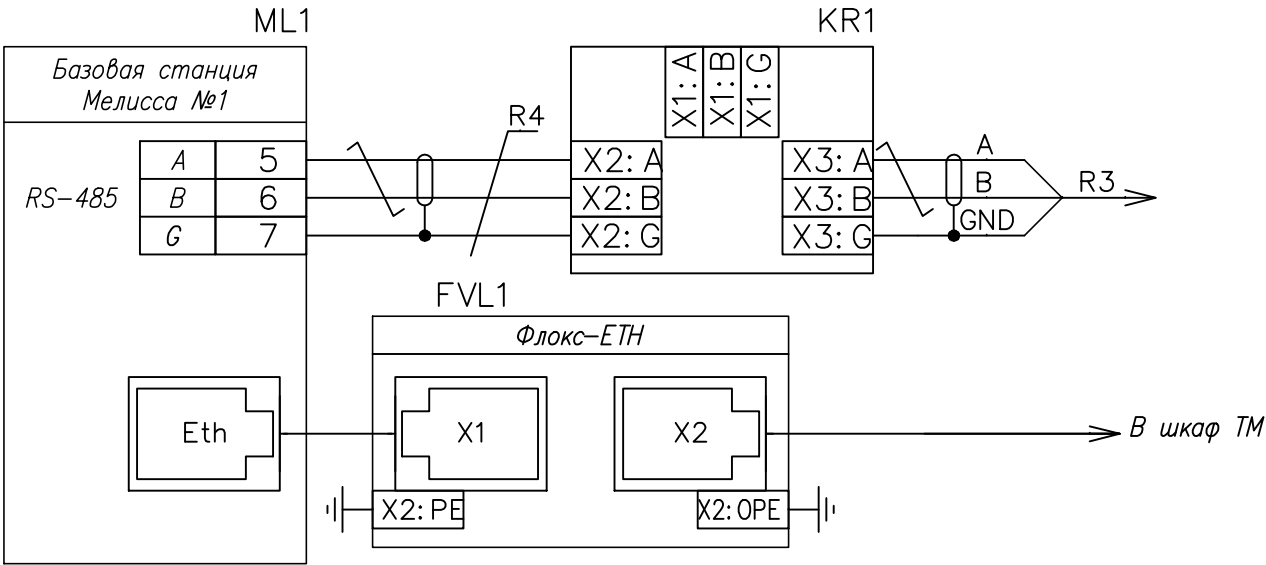 ML1
KR1
Базовая станция
Мелисса №1
X1: A
X1: B
X1: G
R4
RS-485
A 5
B 6
G 7
X2: A
X2: B
X2: G
X3: A
X3: B
X3: G
A
B
GND
R3
FVL1
Флокс-ETH
Eth
X1
X2
В шкаф ТМ
X2: PE
X2: 0PE